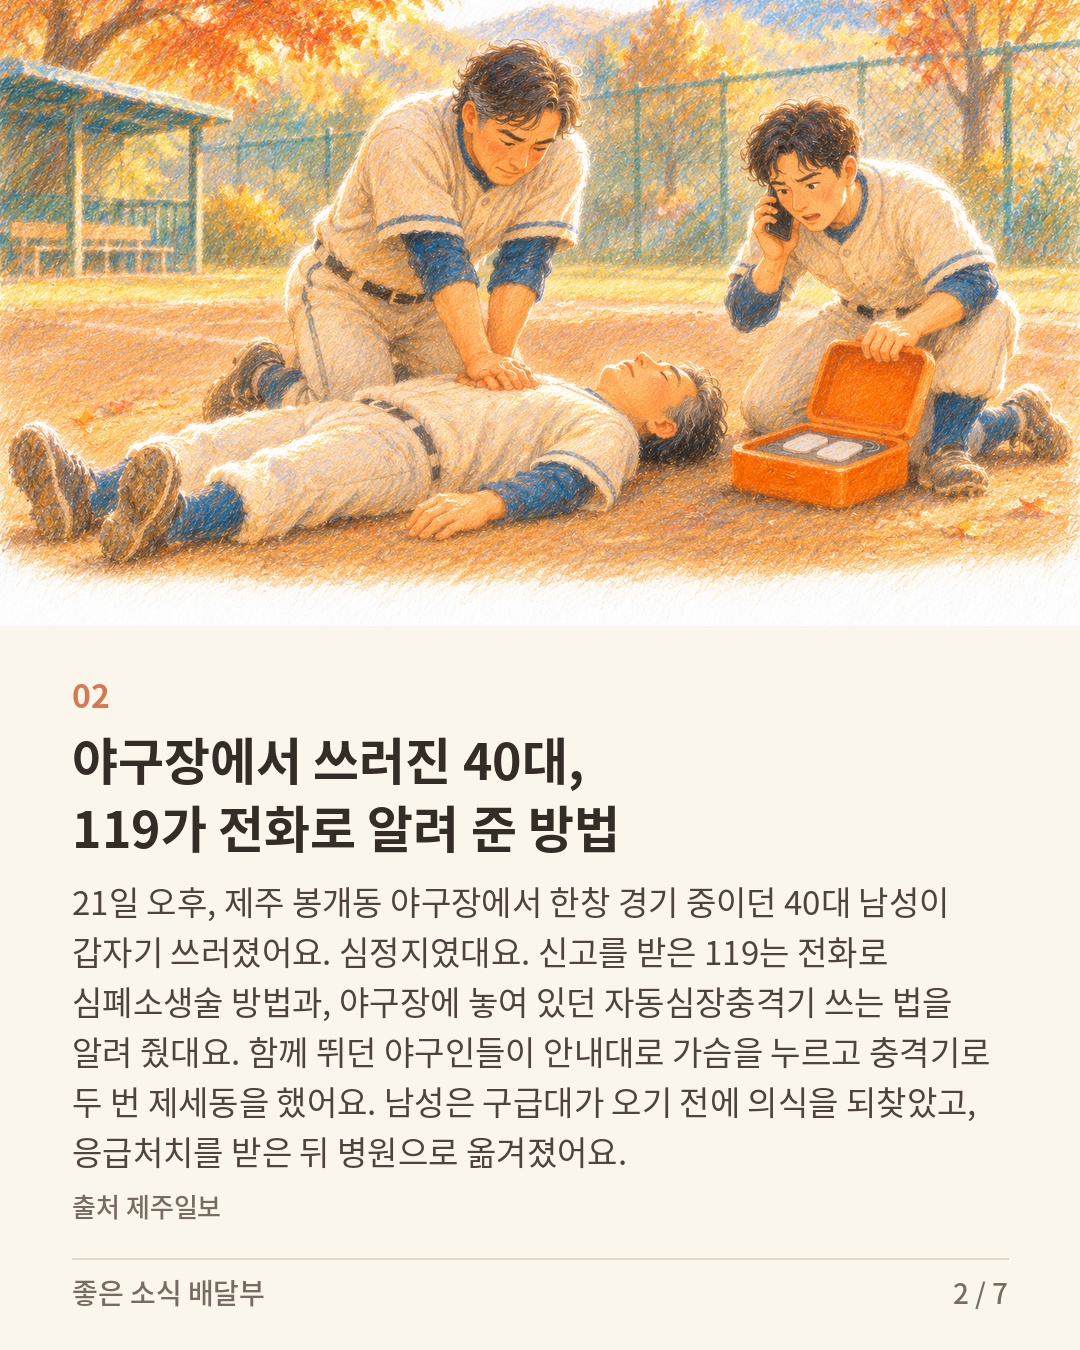 02
야구장에서 쓰러진 40대,
119가 전화로 알려 준 방법
21일 오후, 제주 봉개동 야구장에서 한창 경기 중이던 40대 남성이
갑자기 쓰러졌어요. 심정지였대요. 신고를 받은 119는 전화로
심폐소생술 방법과, 야구장에 놓여 있던 자동심장충격기 쓰는 법을
알려 줬대요. 함께 뛰던 야구인들이 안내대로 가슴을 누르고 충격기로
두 번 제세동을 했어요. 남성은 구급대가 오기 전에 의식을 되찾았고,
응급처치를 받은 뒤 병원으로 옮겨졌어요.
출처 제주일보
좋은 소식 배달부
2 / 7